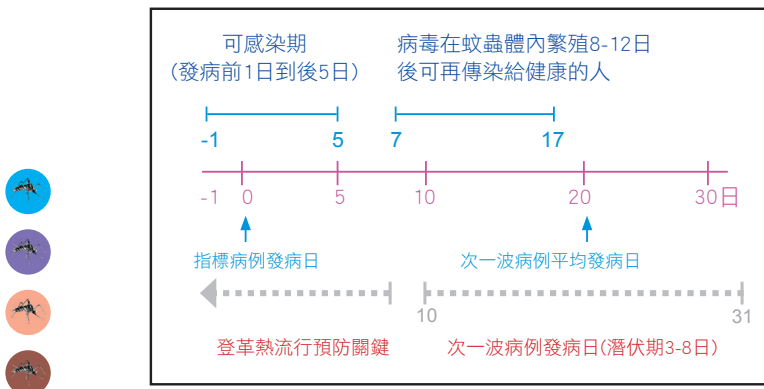 可感染期
(發病前1日到後5日)
病毒在蚊蟲體內繁殖8-12日
後可再傳染給健康的人
-1 5 7 17
-1 0 5 10 20 30日
指標病例發病日 次一波病例平均發病日
10 31
登革熱流行預防關鍵 次一波病例發病日(潛伏期3-8日)